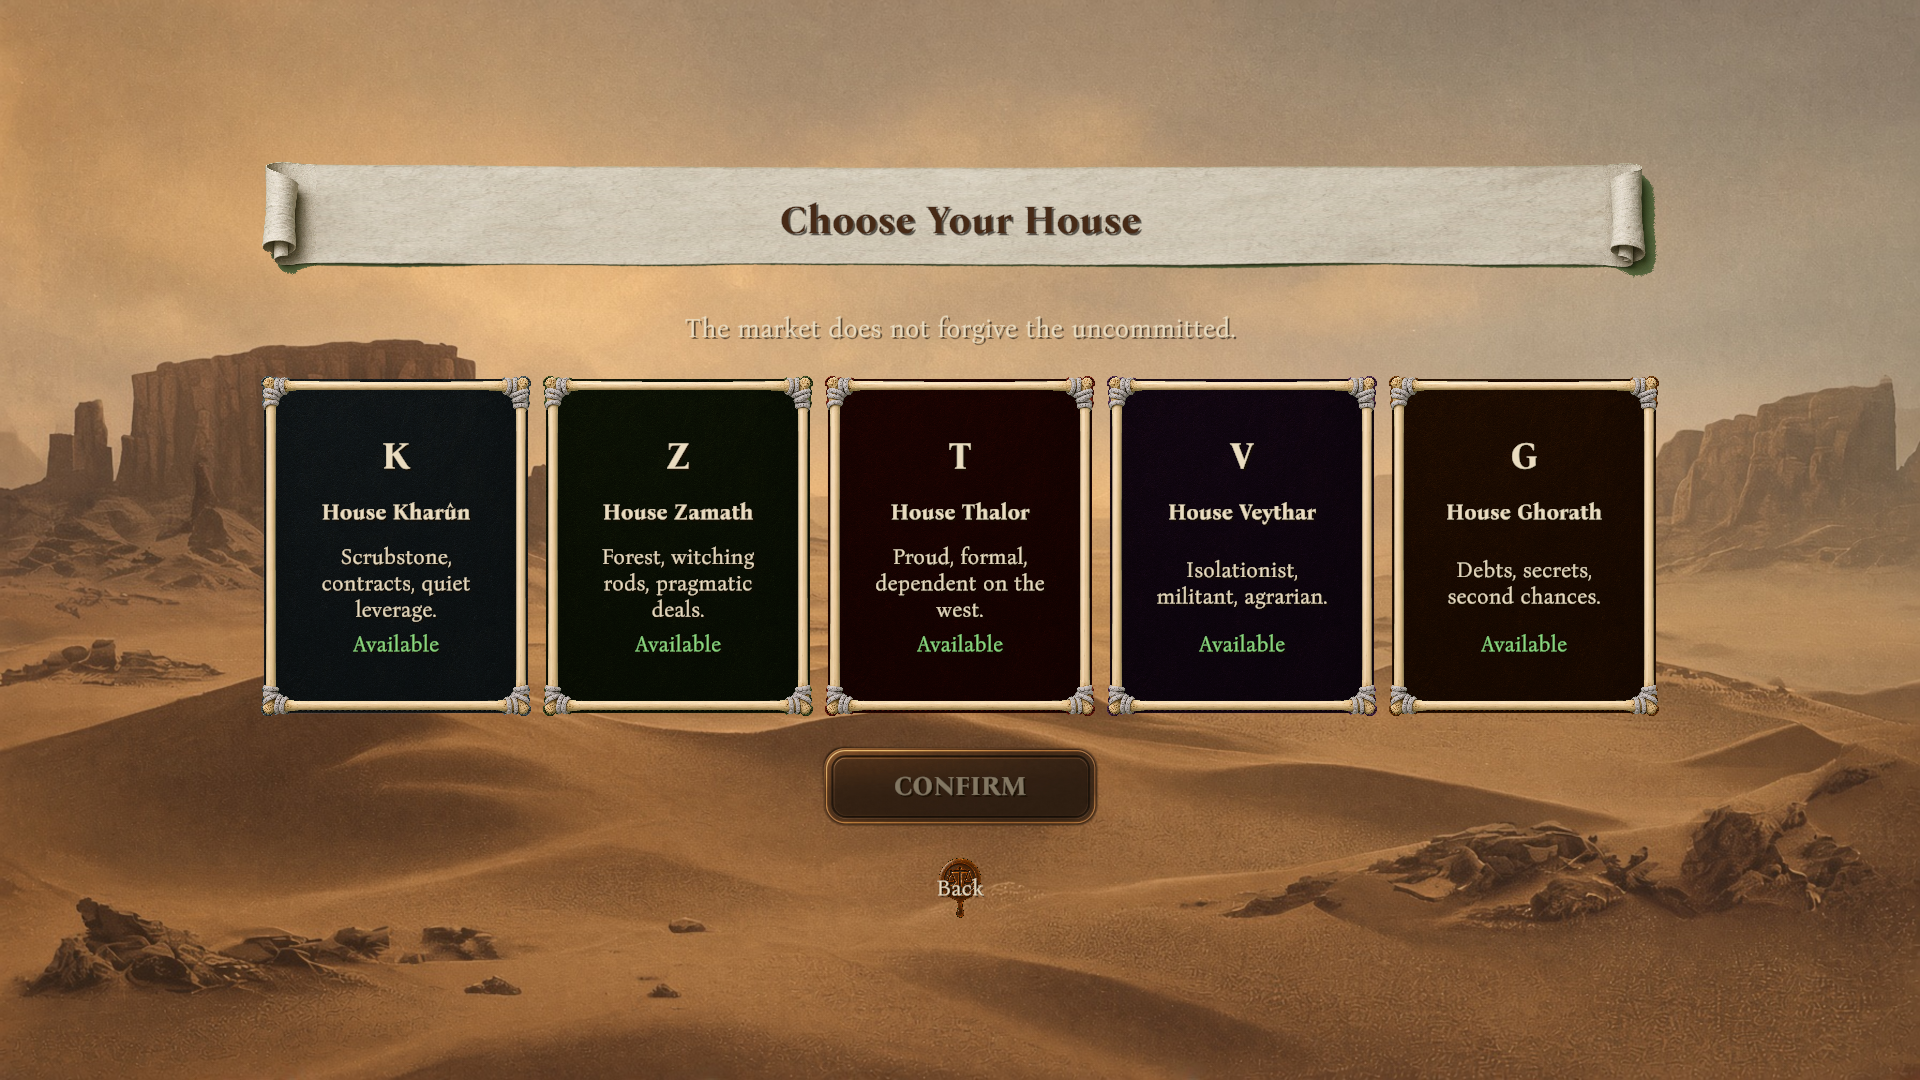 Choose Your House
The market does not forgive the uncommitted.
K
House Kharûn
Scrubstone,
contracts, quiet
leverage.
Available
Z
House Zamath
Forest, witching
rods, pragmatic
deals.
Available
T
House Thalor
Proud, formal,
dependent on the
west.
Available
V
House Veythar
Isolationist,
militant, agrarian.
Available
G
House Ghorath
Debts, secrets,
second chances.
Available
CONFIRM
Back